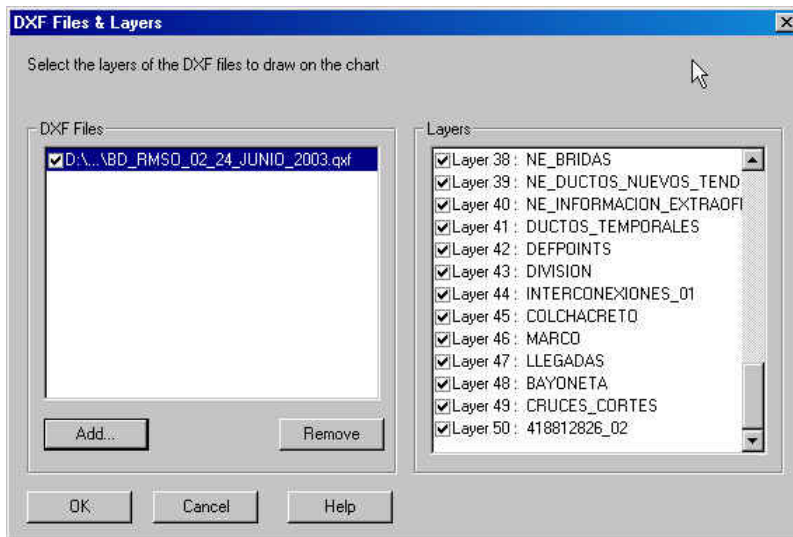 DXF Files & Layers
Select the layers of the DXF files to draw on the chart
DXF Files
D:\...\BD_RMSO_02_24_JUNIO_2003.qxf
Add...
Remove
Layers
Layer 38 : NE_BRIDAS
Layer 39 : NE_DUCTOS_NUEVOS_TEND
Layer 40 : NE_INFORMACION_EXTRAOFI
Layer 41 : DUCTOS_TEMPORALES
Layer 42 : DEFPOINTS
Layer 43 : DIVISION
Layer 44 : INTERCONEXIONES_01
Layer 45 : COLCHACRETO
Layer 46 : MARCO
Layer 47 : LLEGADAS
Layer 48 : BAYONETA
Layer 49 : CRUCES_CORTES
Layer 50 : 418812826_02
OK
Cancel
Help